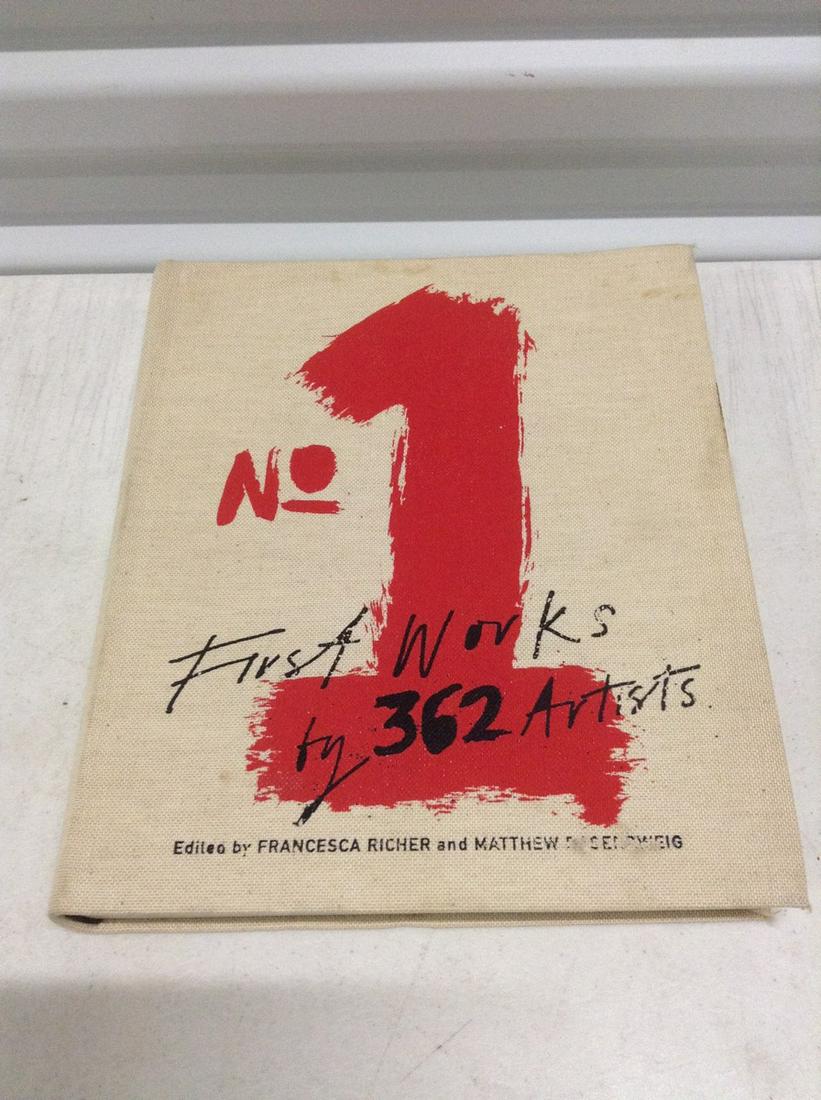 Nº 1
First Works
by 362 Artists
Edited by FRANCESCA RICHER and MATTHEW